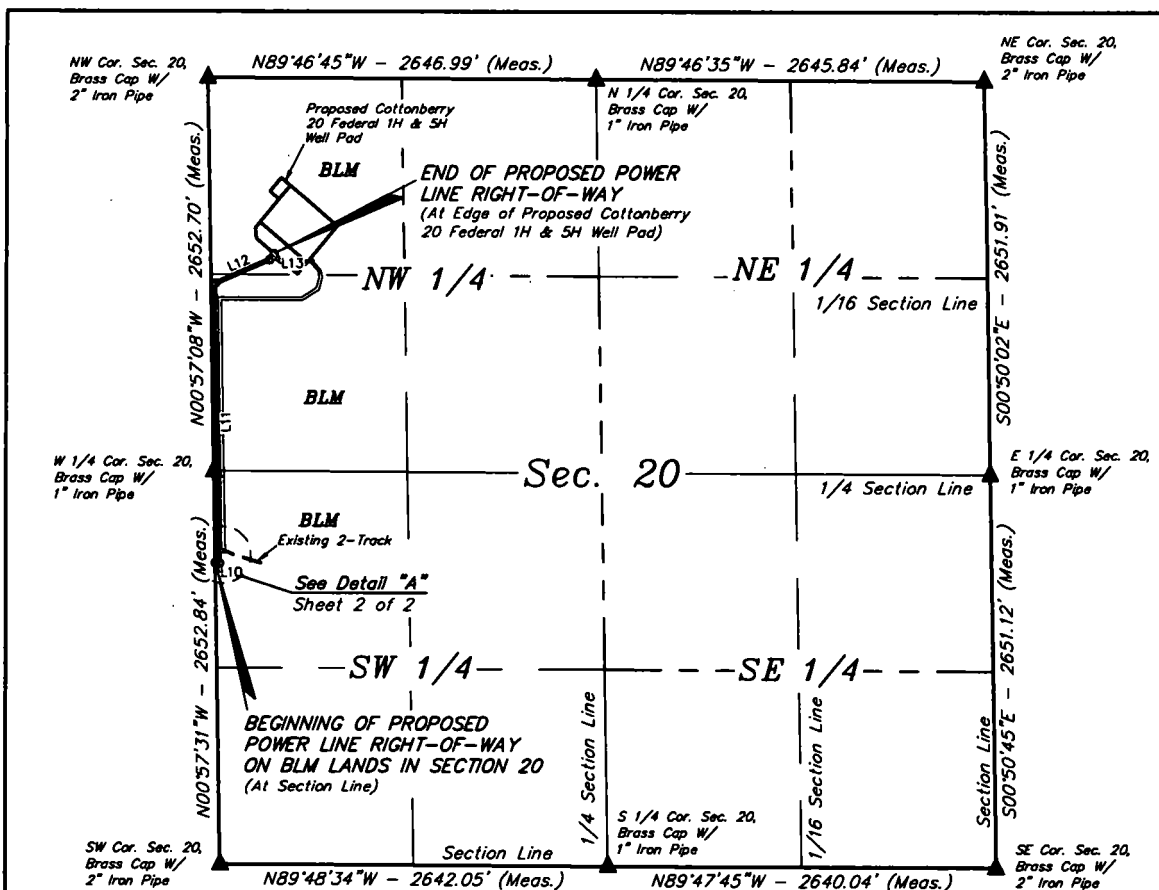 NW Cor. Sec. 20,
Brass Cap W/
2" Iron Pipe
N89°46'45"W - 2646.99' (Meas.)
N89°46'35"W - 2645.84' (Meas.)
NE Cor. Sec. 20,
Brass Cap W/
2" Iron Pipe
N 1/4 Cor. Sec. 20,
Brass Cap W/
1" Iron Pipe
Proposed Cottonberry
20 Federal 1H & 5H
Well Pad
BLM
END OF PROPOSED POWER
LINE RIGHT-OF-WAY
(At Edge of Proposed Cottonberry
20 Federal 1H & 5H Well Pad)
N00°57'08"W - 2652.70' (Meas.)
S00°50'02"E - 2651.91' (Meas.)
L12
L13
NW 1/4
NE 1/4
1/16 Section Line
BLM
L11
W 1/4 Cor. Sec. 20,
Brass Cap W/
1" Iron Pipe
Sec. 20
1/4 Section Line
E 1/4 Cor. Sec. 20,
Brass Cap W/
1" Iron Pipe
BLM
Existing 2-Track
L10
See Detail "A"
Sheet 2 of 2
N00°57'31"W - 2652.84' (Meas.)
S00°50'45"E - 2651.12' (Meas.)
SW 1/4
SE 1/4
BEGINNING OF PROPOSED
POWER LINE RIGHT-OF-WAY
ON BLM LANDS IN SECTION 20
(At Section Line)
1/4 Section Line
1/16 Section Line
Section Line
SW Cor. Sec. 20,
Brass Cap W/
2" Iron Pipe
Section Line
S 1/4 Cor. Sec. 20,
Brass Cap W/
1" Iron Pipe
SE Cor. Sec. 20,
Brass Cap W/
2" Iron Pipe
N89°48'34"W - 2642.05' (Meas.)
N89°47'45"W - 2640.04' (Meas.)